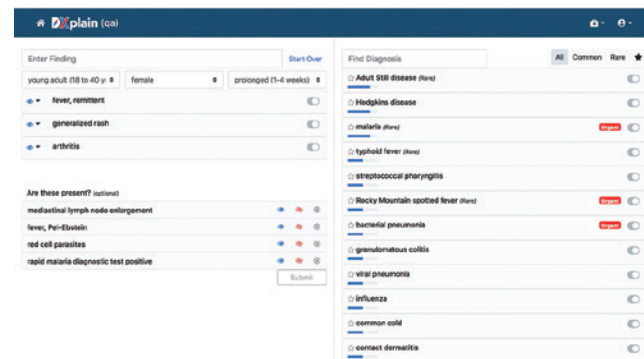 DXplain (qa)
Enter Finding
Start Over
young adult (18 to 40 y.
female
prolonged (1-4 weeks)
fever, remittent
generalized rash
arthritis
Are these present? (optional)
mediastinal lymph node enlargement
fever, Pel-Ebstein
red cell parasites
rapid malaria diagnostic test positive
Submit
Find Diagnosis
All Common Rare
Adult Still disease (Rare)
Hodgkins disease
malaria (Rare) Urgent
typhoid fever (Rare)
streptococcal pharyngitis
Rocky Mountain spotted fever (Rare) Urgent
bacterial pneumonia Urgent
granulomatous colitis
viral pneumonia
influenza
common cold
contact dermatitis